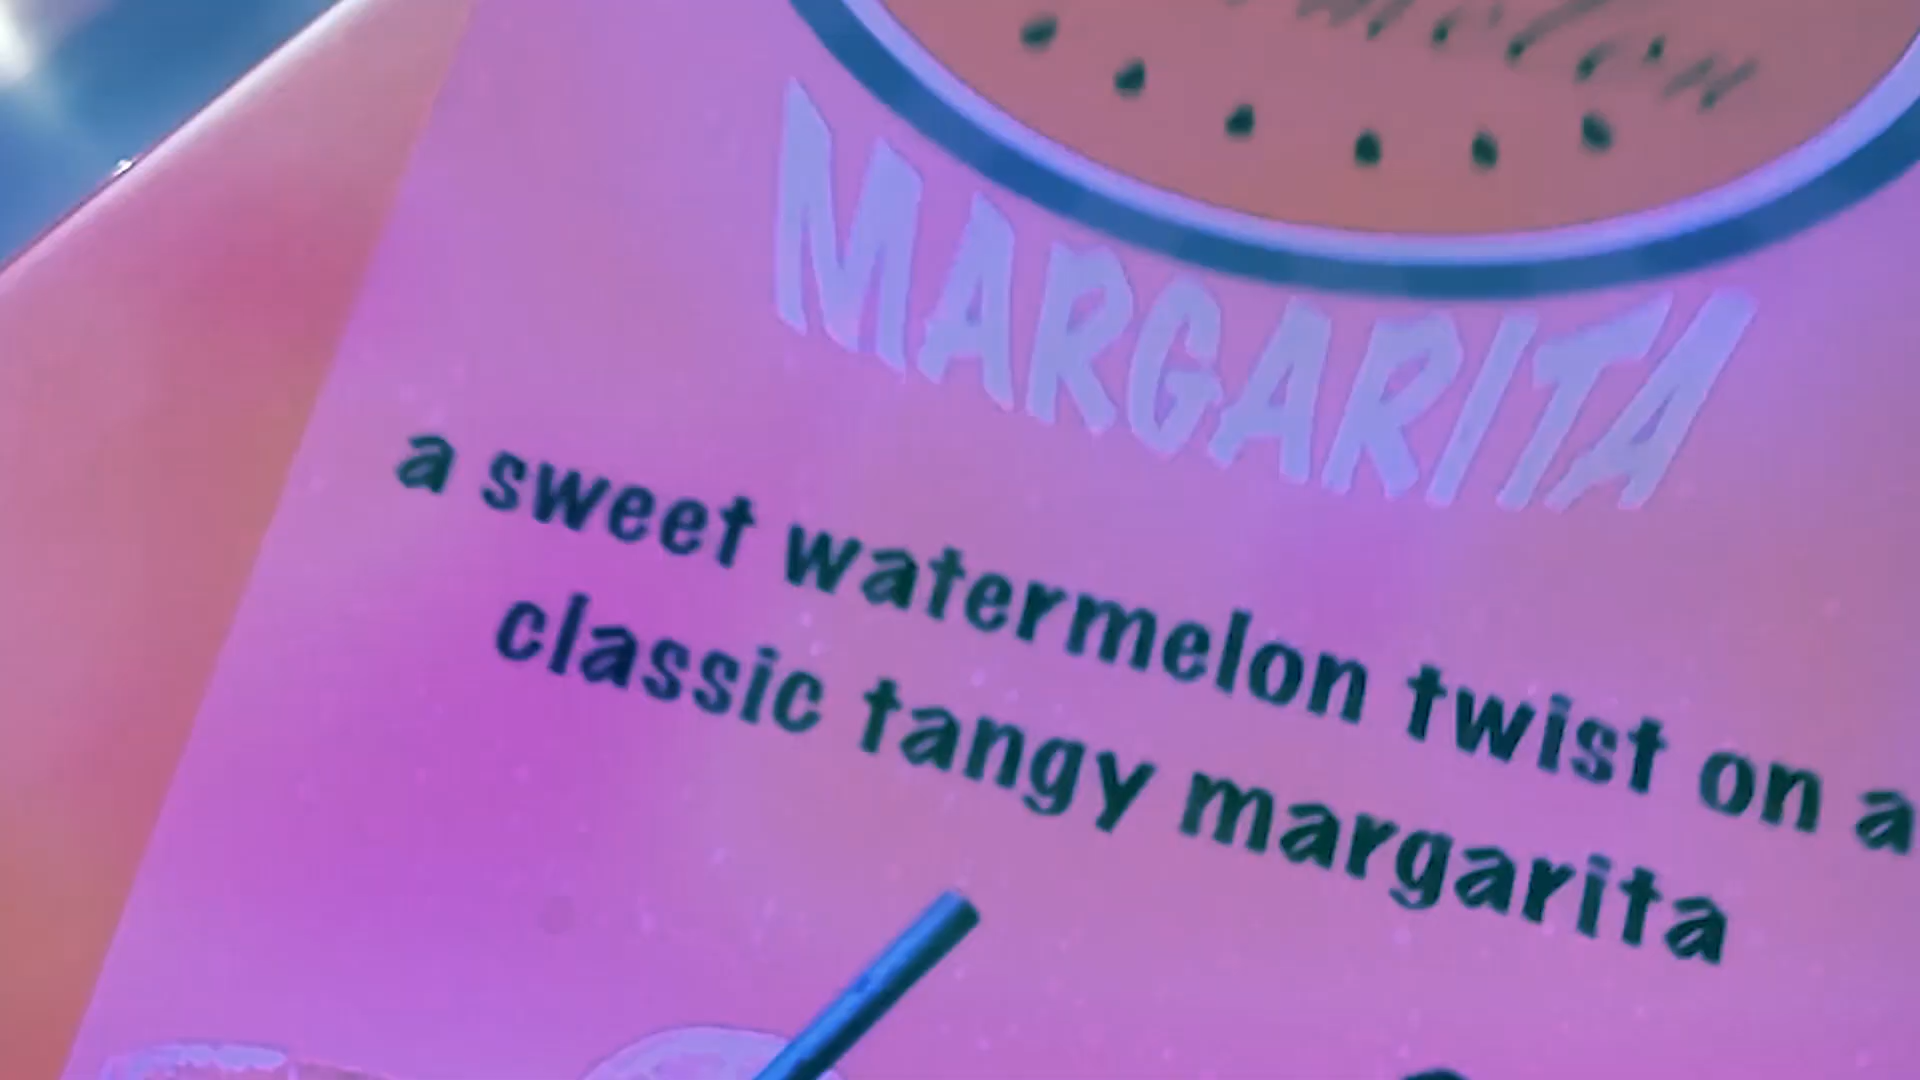 MARGARITA
a sweet watermelon twist on a
classic tangy margarita